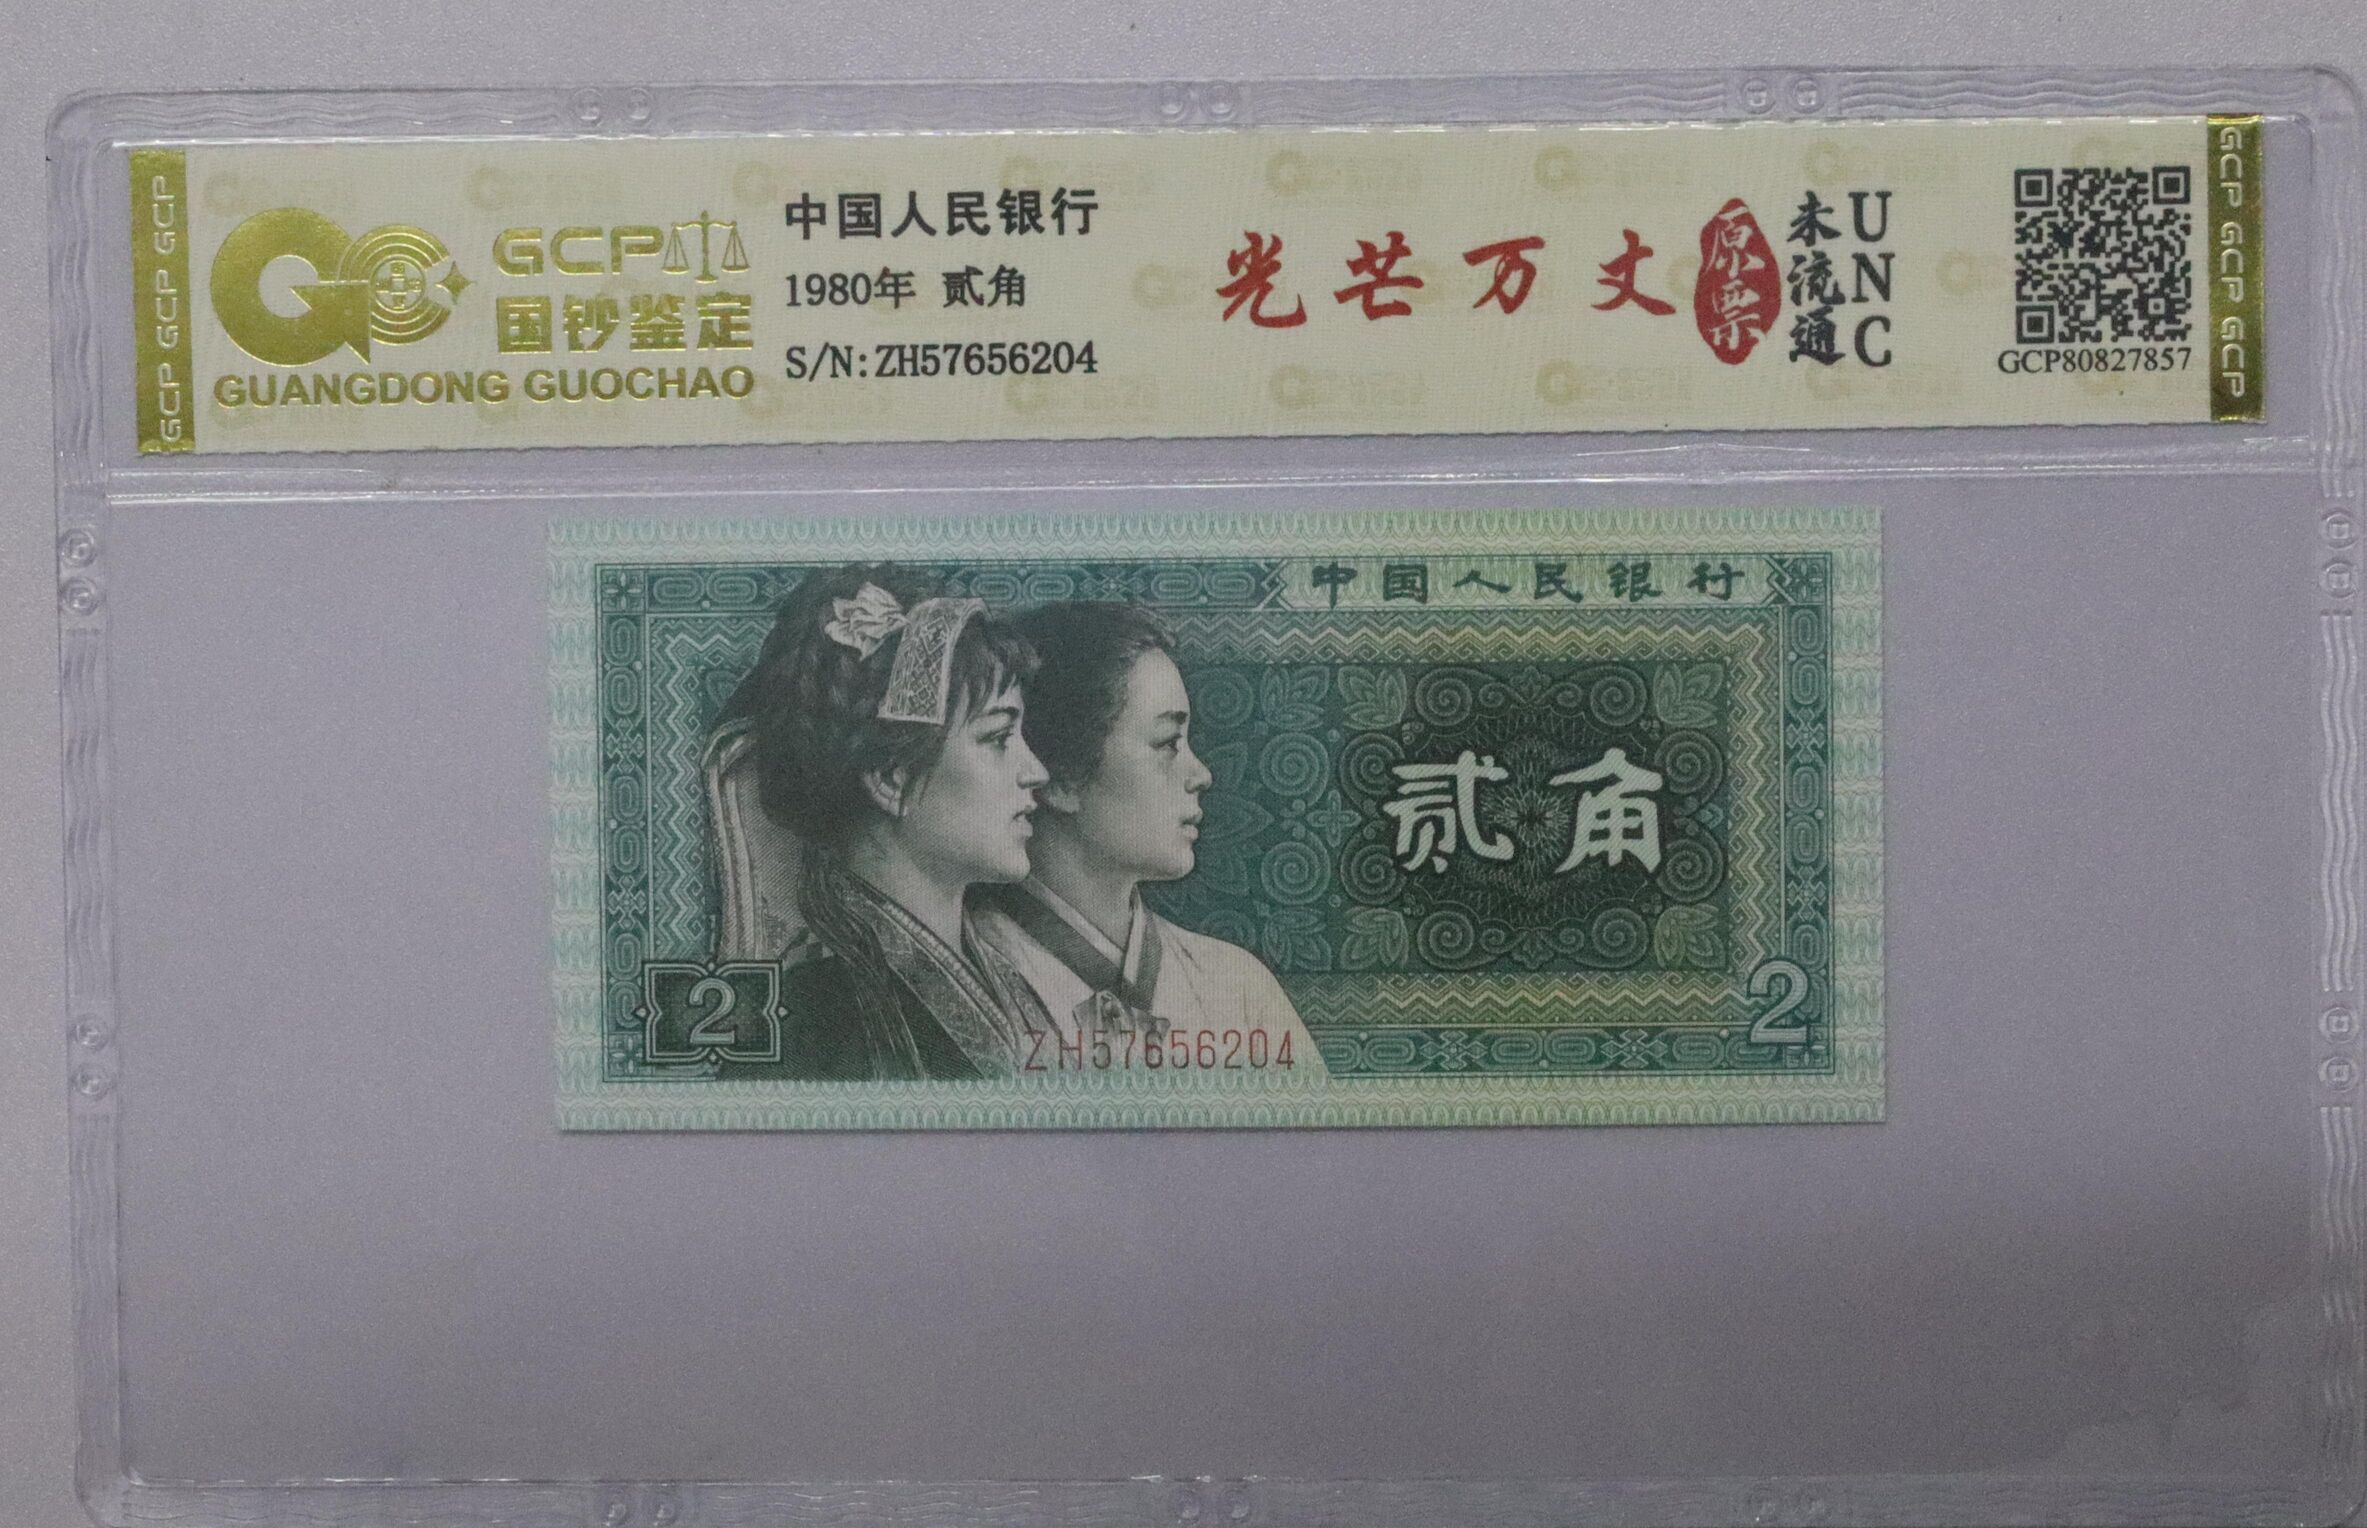 GCP GCP GCP
GCP
国钞鉴定
GUANGDONG GUOCHAO
中国人民银行
1980年 贰角
S/N:ZH57656204
光芒万丈
原票
未流通
UNC
GCP80827857
GCP GCP GCP
中国人民银行
贰角
2
2
ZH57656204